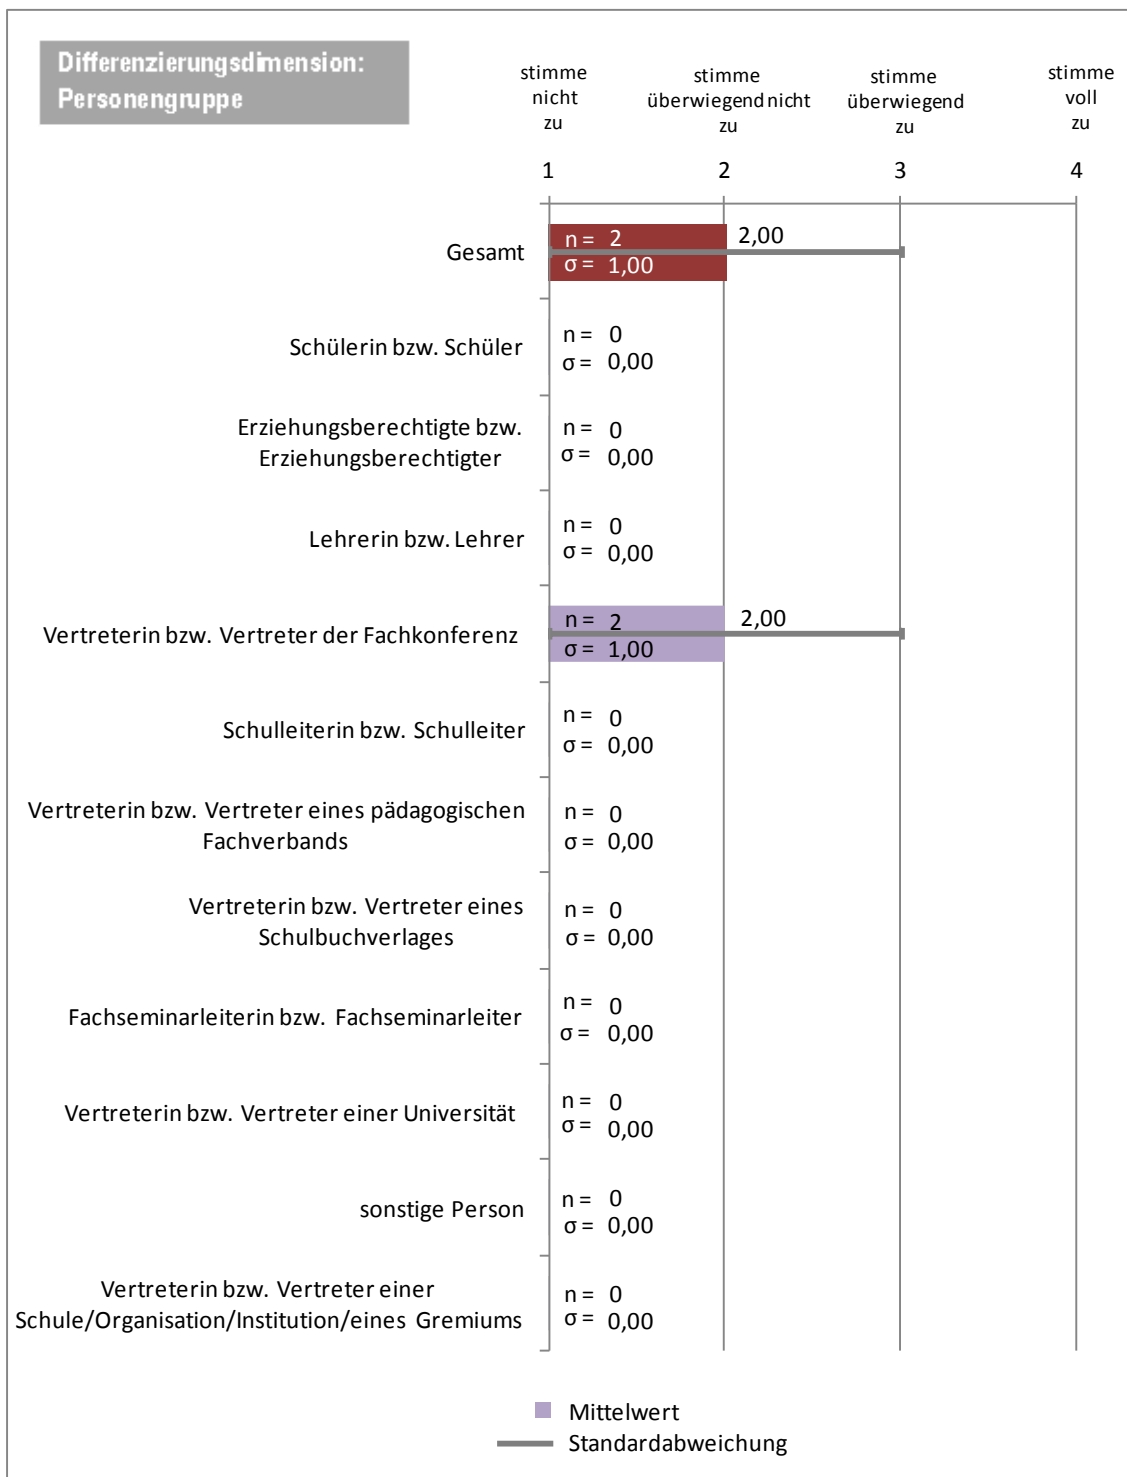 Differenzierungsdimension:
Personengruppe
stimme
nicht
zu
stimme
überwiegend nicht
zu
stimme
überwiegend
zu
stimme
voll
zu
1 2 3 4
Gesamt
n = 2
σ = 1,00
2,00
Schülerin bzw. Schüler
n = 0
σ = 0,00
Erziehungsberechtigte bzw.
Erziehungsberechtigter
n = 0
σ = 0,00
Lehrerin bzw. Lehrer
n = 0
σ = 0,00
Vertreterin bzw. Vertreter der Fachkonferenz
n = 2
σ = 1,00
2,00
Schulleiterin bzw. Schulleiter
n = 0
σ = 0,00
Vertreterin bzw. Vertreter eines pädagogischen
Fachverbands
n = 0
σ = 0,00
Vertreterin bzw. Vertreter eines
Schulbuchverlages
n = 0
σ = 0,00
Fachseminarleiterin bzw. Fachseminarleiter
n = 0
σ = 0,00
Vertreterin bzw. Vertreter einer Universität
n = 0
σ = 0,00
sonstige Person
n = 0
σ = 0,00
Vertreterin bzw. Vertreter einer
Schule/Organisation/Institution/eines Gremiums
n = 0
σ = 0,00
Mittelwert
Standardabweichung